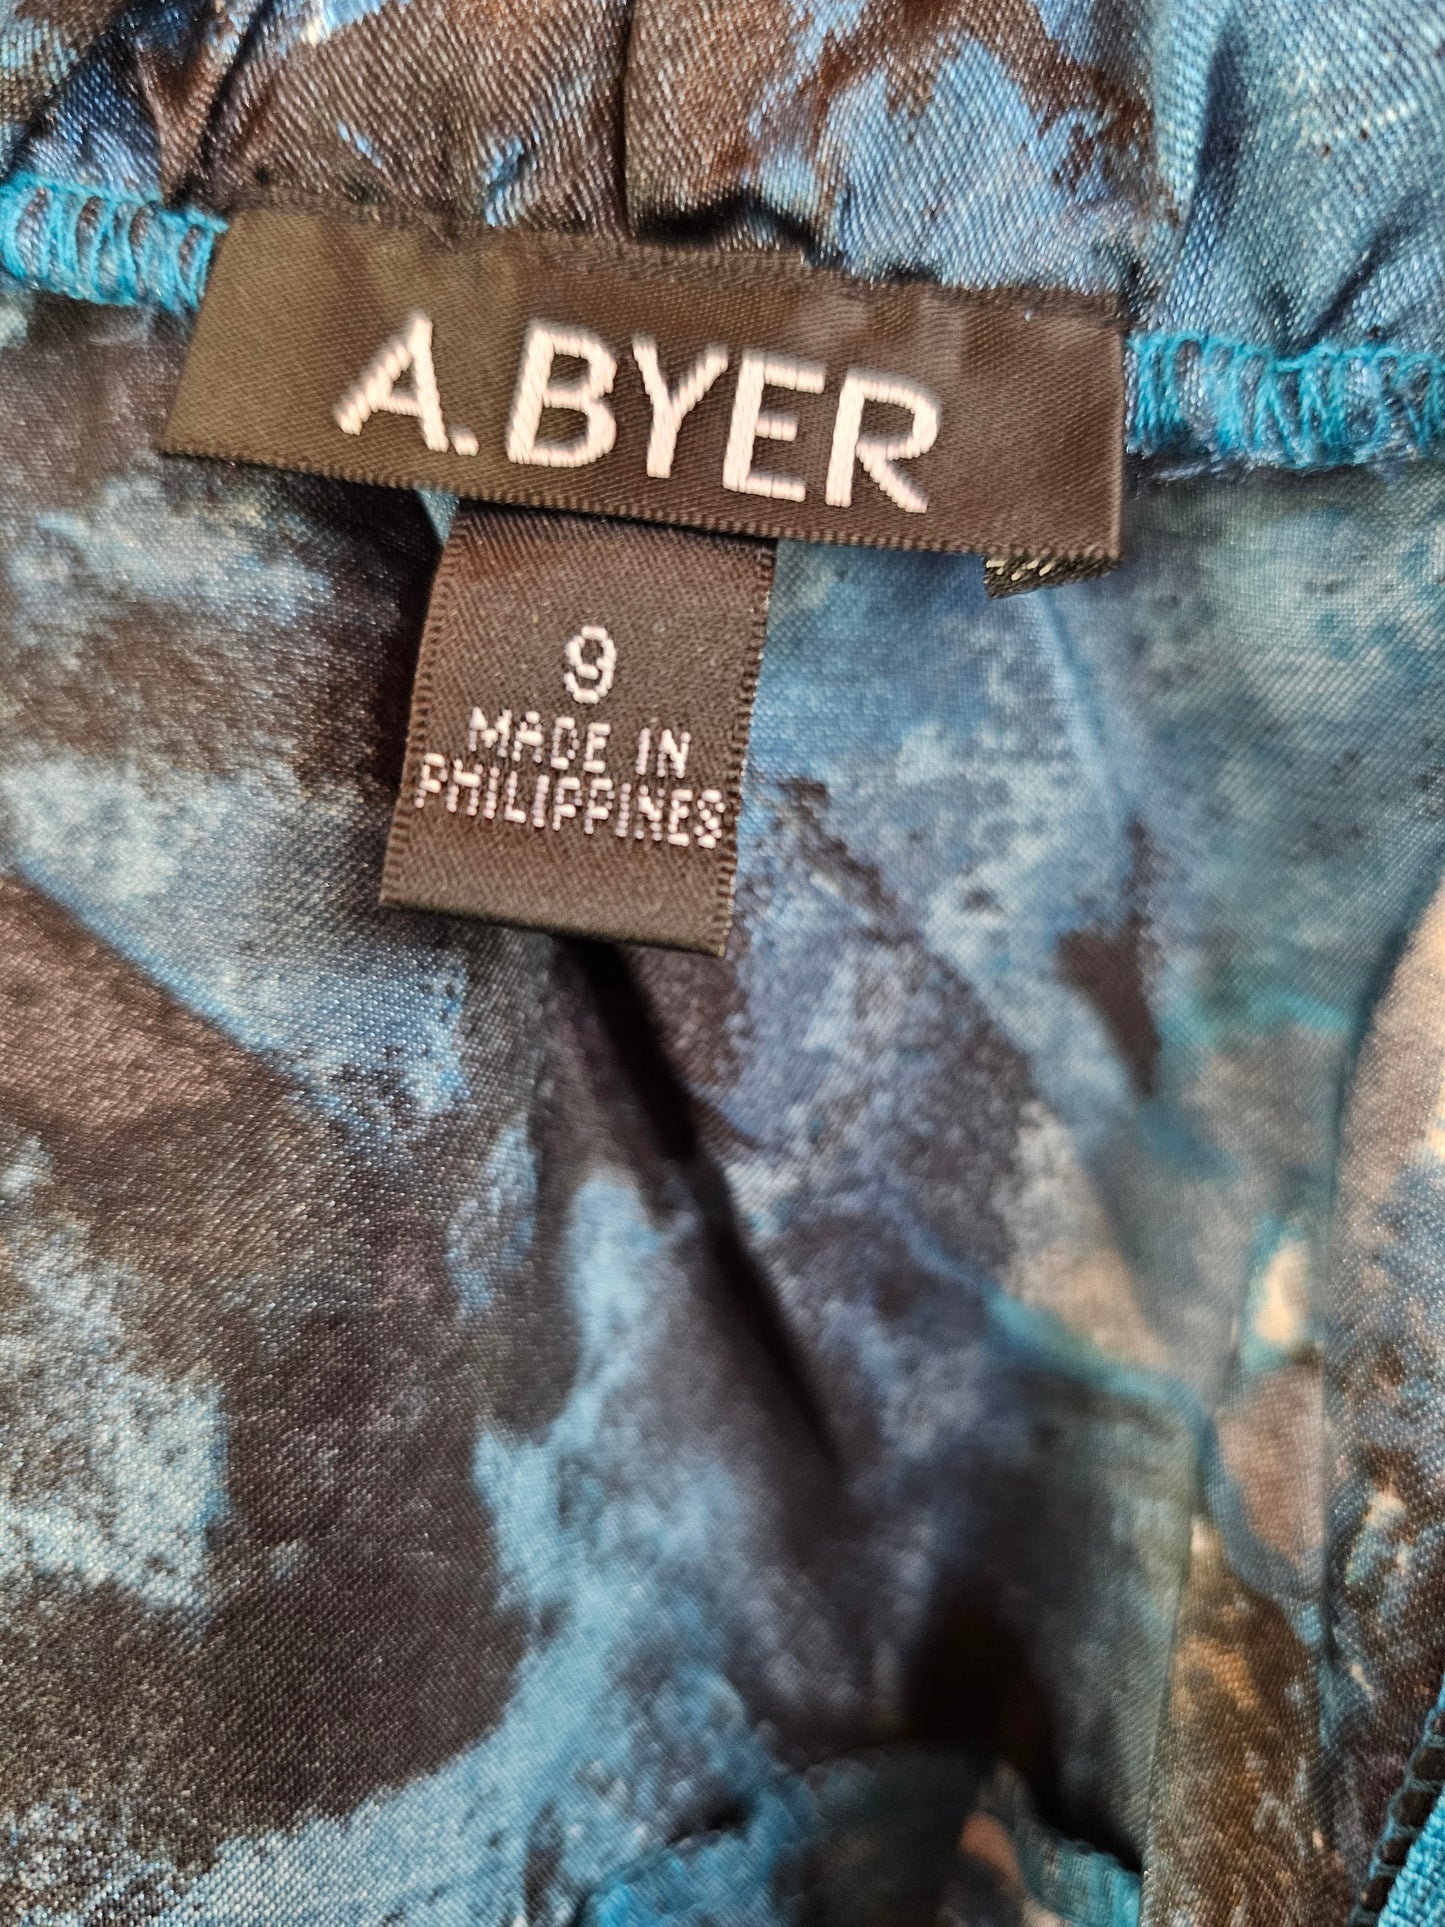 A. BYER
9
MADE IN
PHILIPPINES